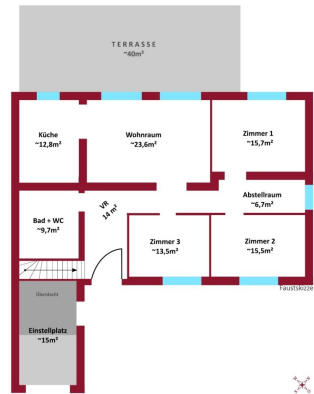 TERRASSE
~40m²
Küche
~12,8m²
Wohnraum
~23,6m²
Zimmer 1
~15,7m²
Abstellraum
~6,7m²
VR
14 m²
Bad + WC
~9,7m²
Zimmer 3
~13,5m²
Zimmer 2
~15,5m²
Faustskizze
Überdacht
Einstellplatz
~15m²